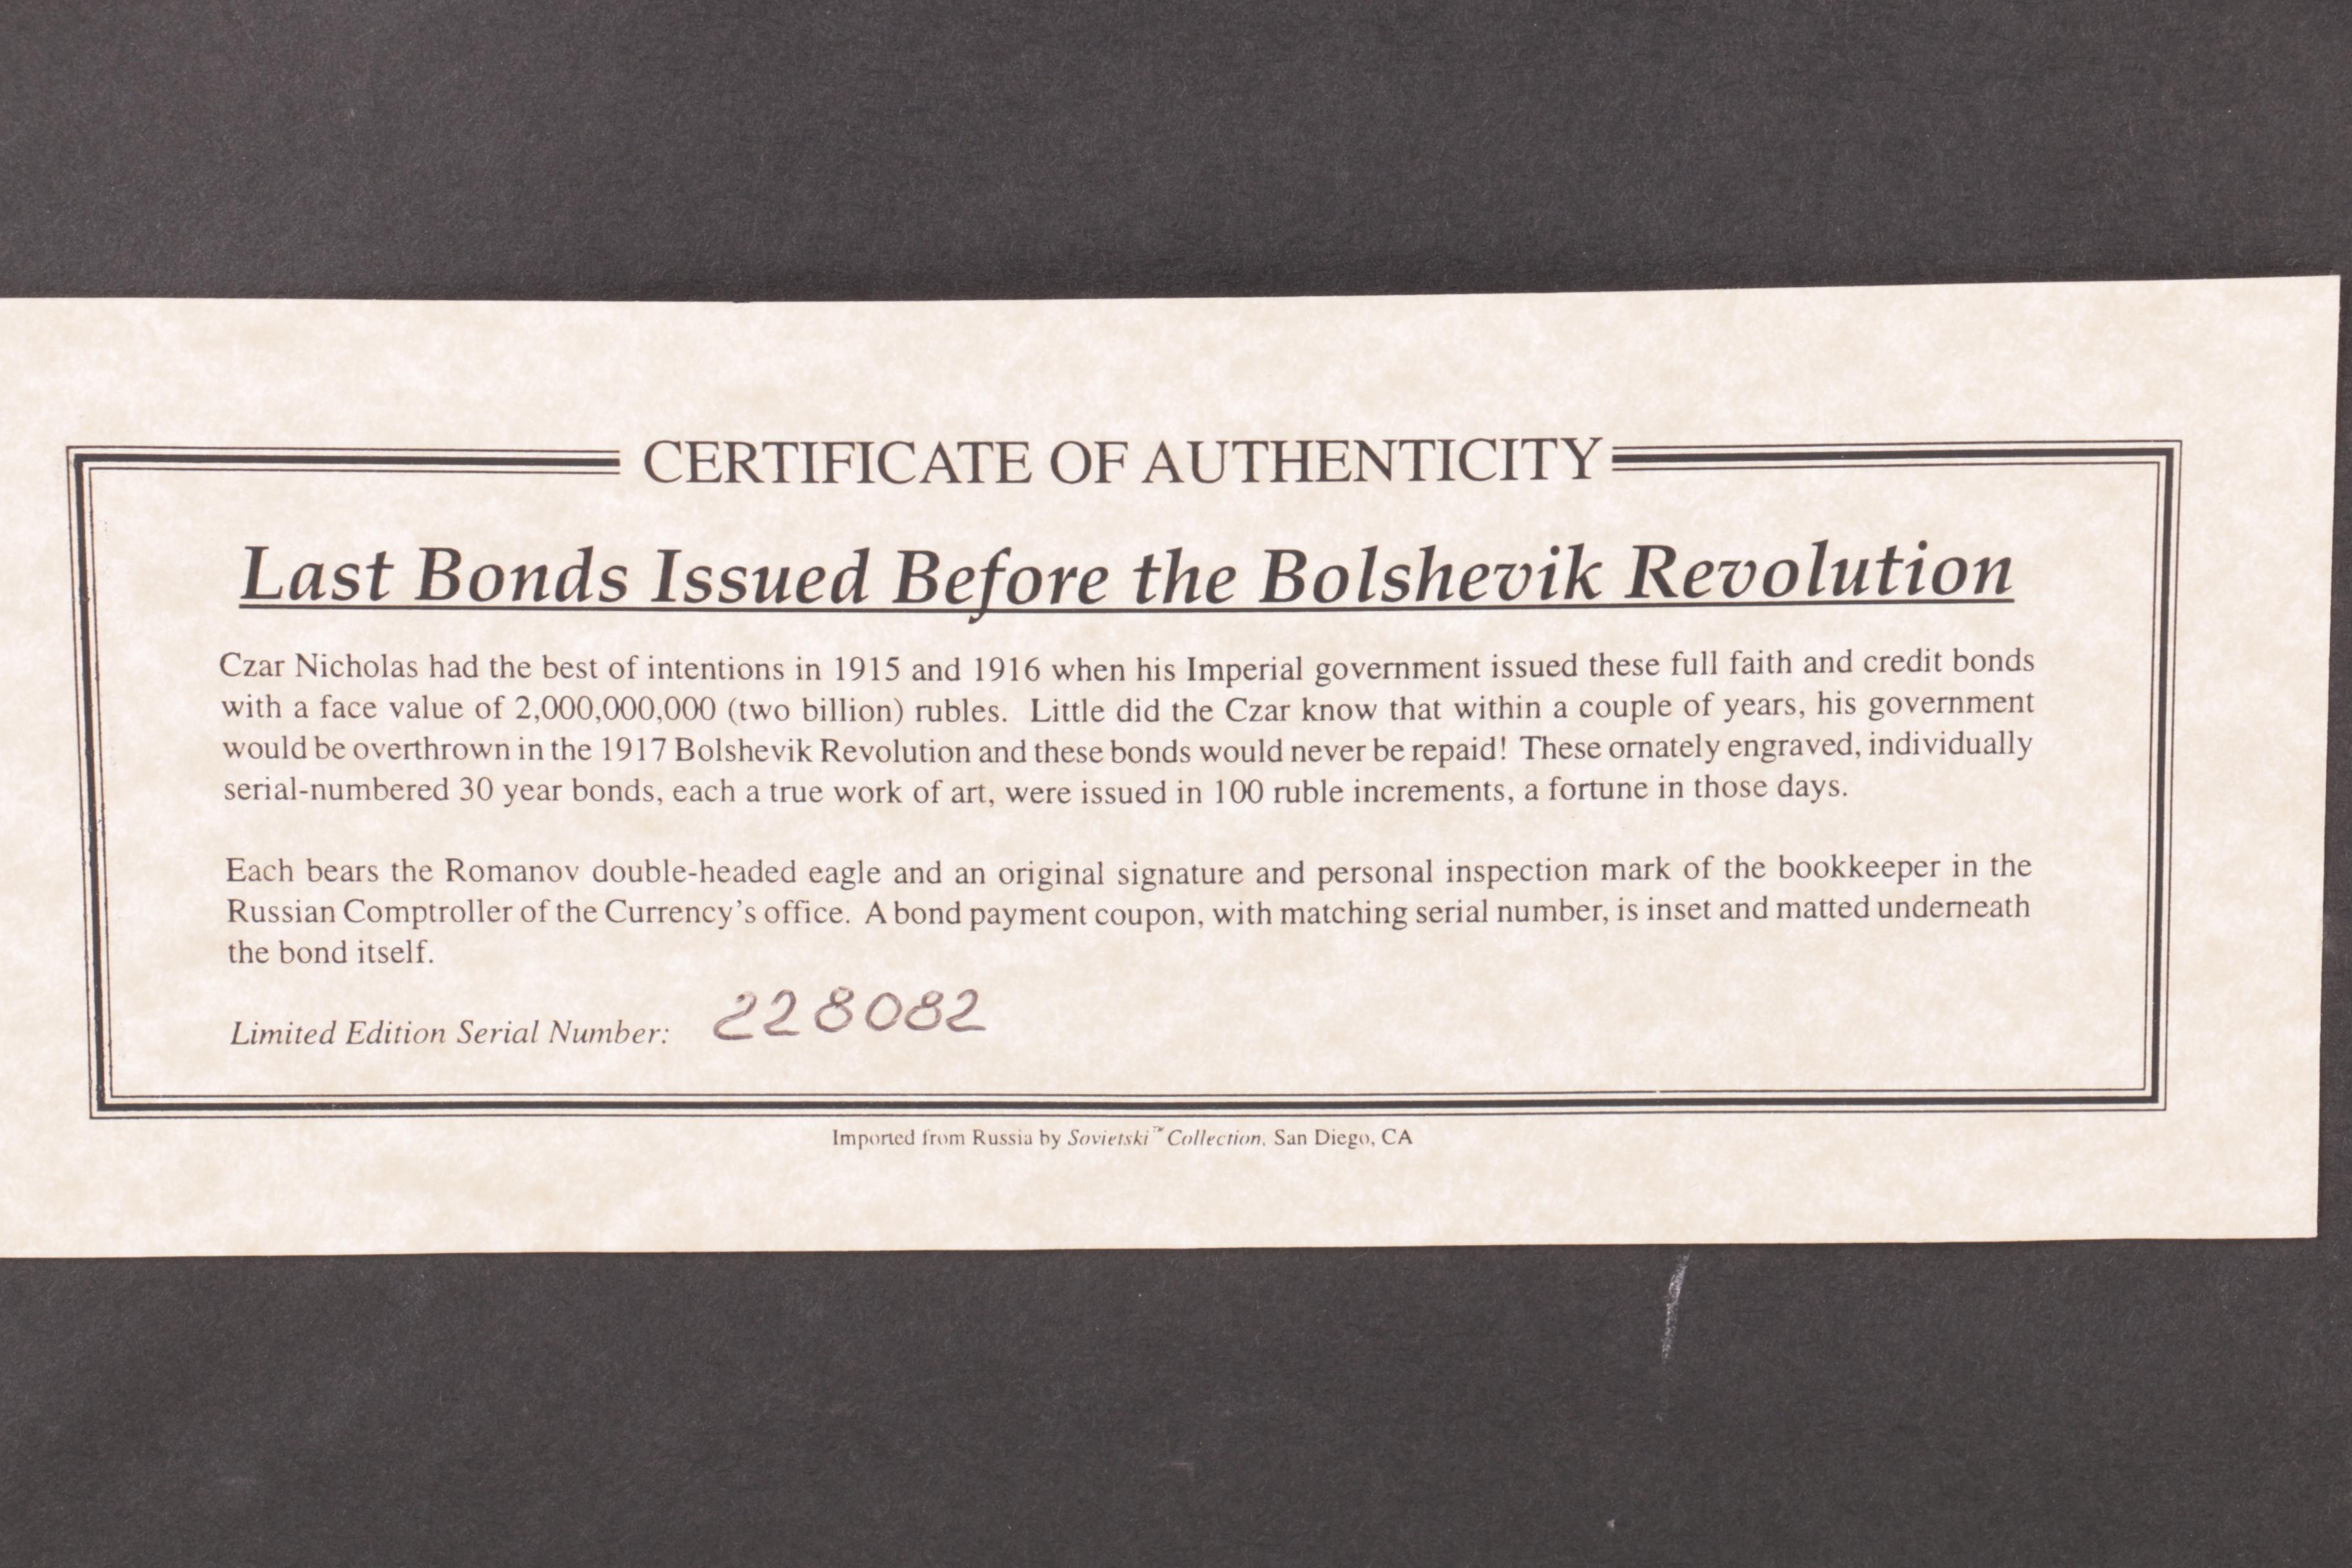 CERTIFICATE OF AUTHENTICITY
Last Bonds Issued Before the Bolshevik Revolution
Czar Nicholas had the best of intentions in 1915 and 1916 when his Imperial government issued these full faith and credit bonds
with a face value of 2,000,000,000 (two billion) rubles. Little did the Czar know that within a couple of years, his government
would be overthrown in the 1917 Bolshevik Revolution and these bonds would never be repaid! These ornately engraved, individually
serial-numbered 30 year bonds, each a true work of art, were issued in 100 ruble increments, a fortune in those days.
Each bears the Romanov double-headed eagle and an original signature and personal inspection mark of the bookkeeper in the
Russian Comptroller of the Currency's office. A bond payment coupon, with matching serial number, is inset and matted underneath
the bond itself.
Limited Edition Serial Number: 228082
Imported from Russia by Sovietski™ Collection, San Diego, CA